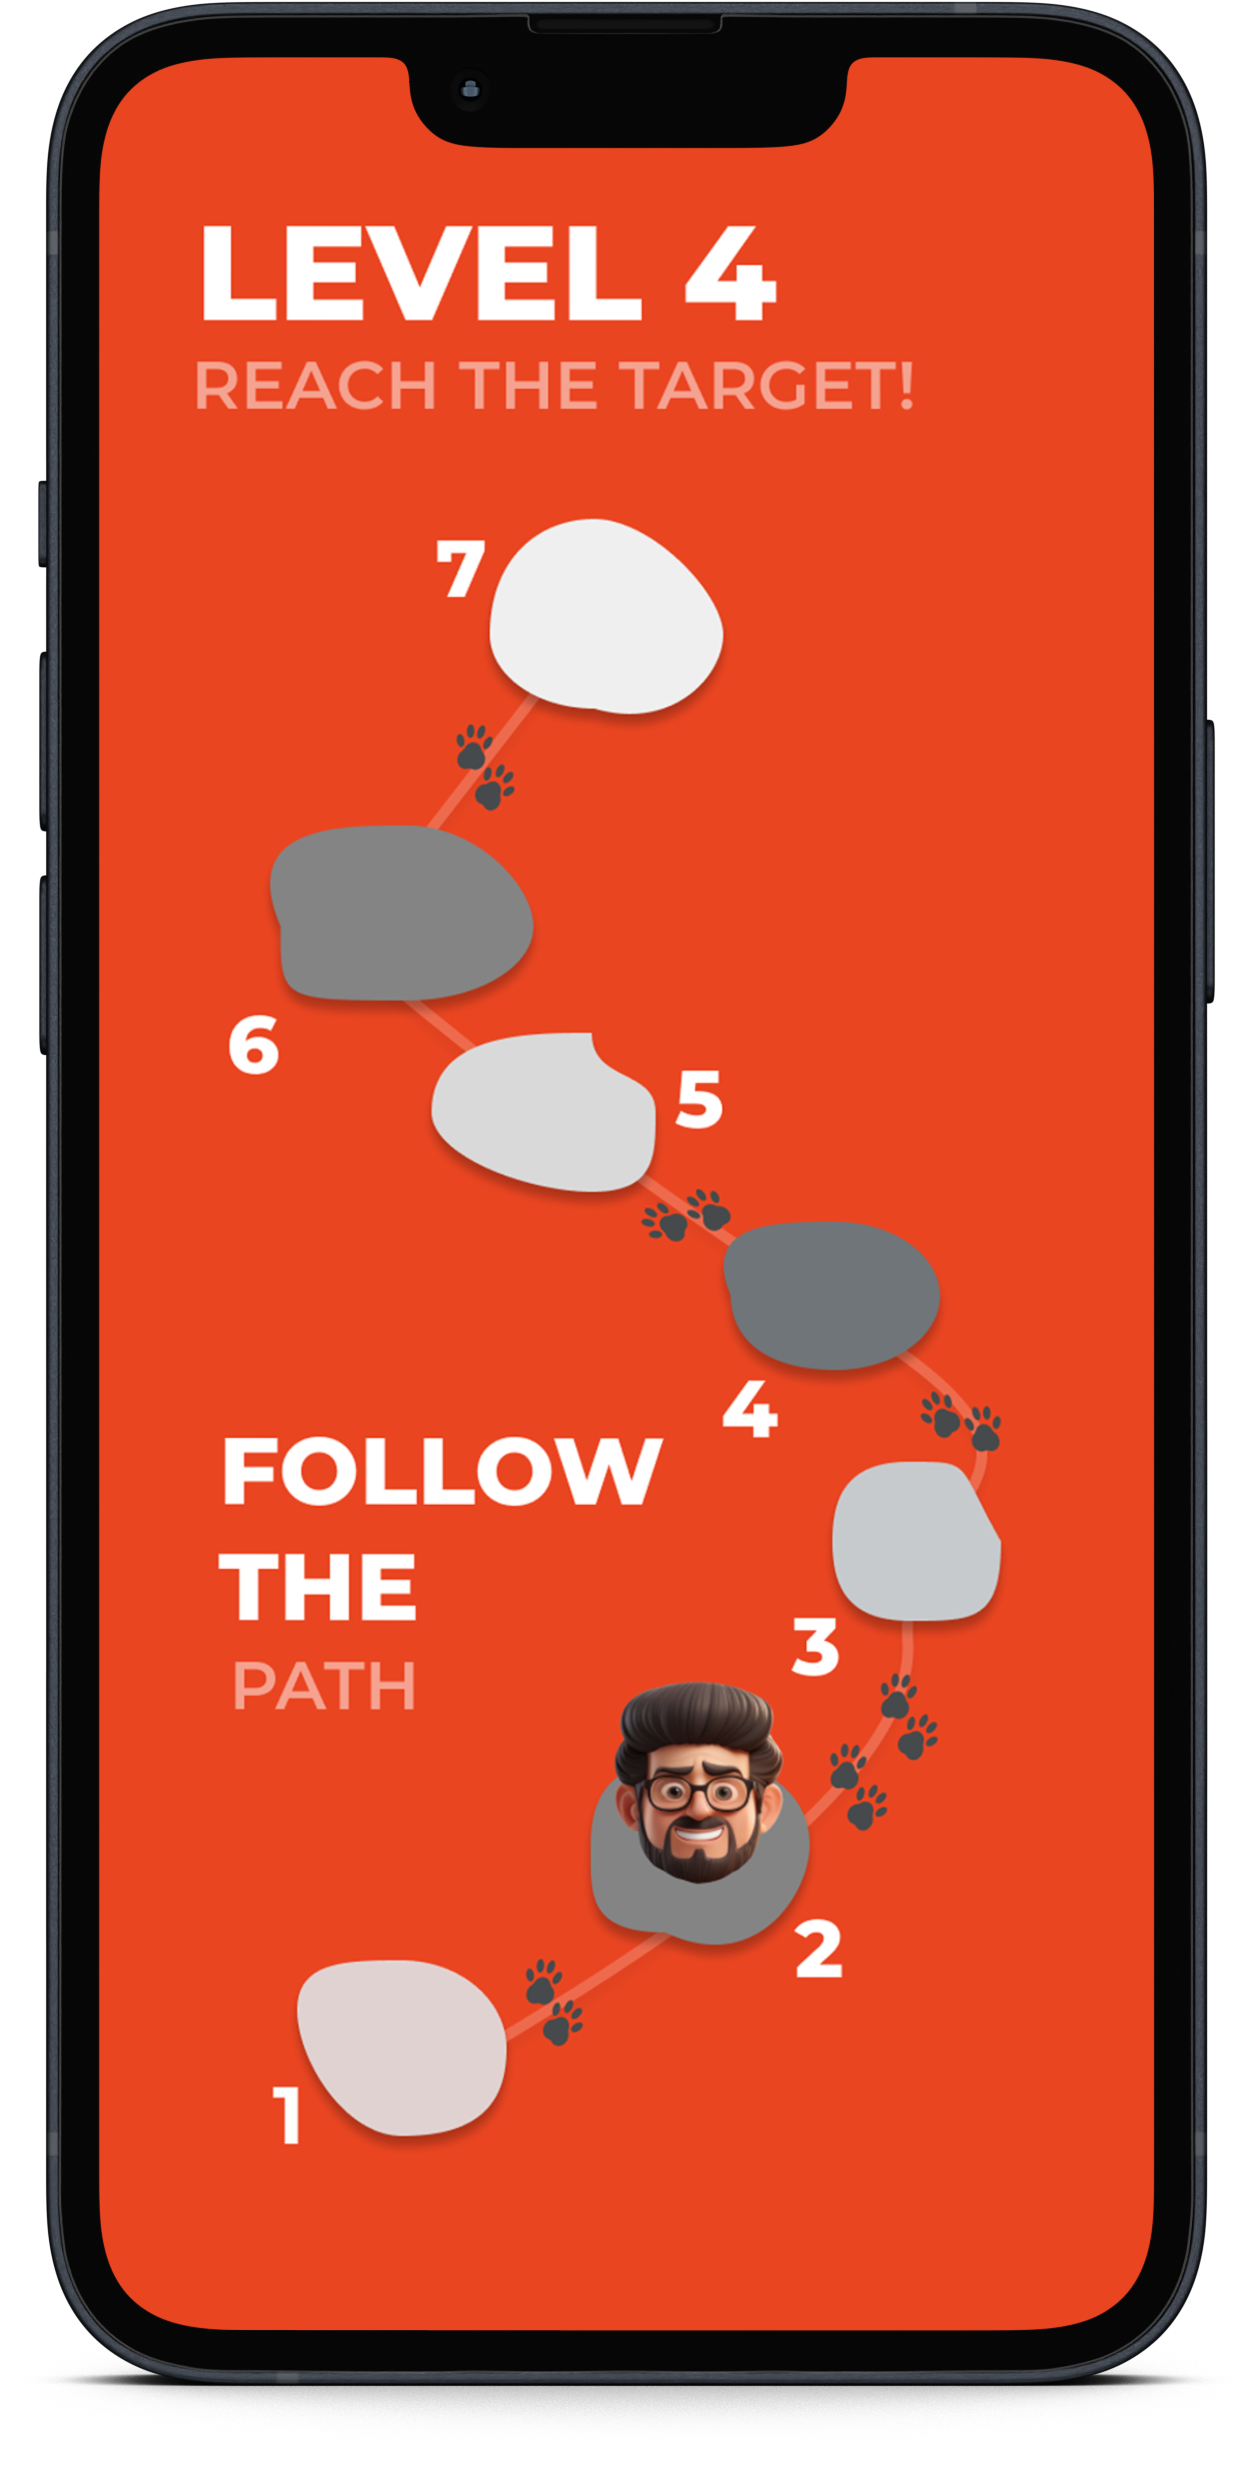 LEVEL 4
REACH THE TARGET!
7
6
5
4
FOLLOW
THE
PATH
3
2
1